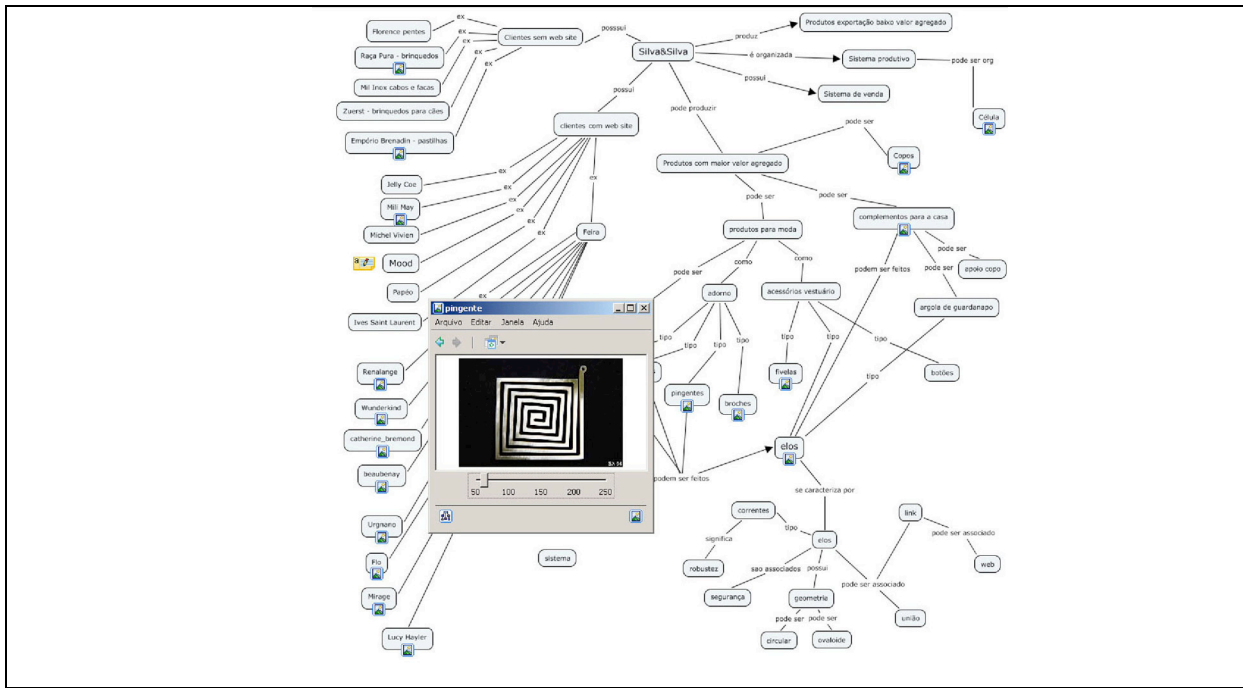 ex
posssui
Produtos exportação baixo valor agregado
Florence pentes
Clientes sem web site
ex
produz
Silva&Silva
Raça Pura - brinquedos
ex
é organizada
Sistema produtivo
pode ser org
ex
Mil Inox cabos e facas
possui
possui
Sistema de venda
ex
Zuerst - brinquedos para cães
pode produzir
Célula
clientes com web site
pode ser
Empório Brenadin - pastilhas
Copos
Produtos com maior valor agregado
Jelly Coe
ex
ex
pode ser
pode ser
Mili May
ex
complementos para a casa
Michel Vivien
ex
ex
produtos para moda
Feira
ex
pode ser
Mood
como
como
podem ser feitos
pode ser
apoio copo
pode ser
Papéo
ex
adorno
acessórios vestuário
argola de guardanapo
pingente
Ives Saint Laurent
Arquivo Editar Janela Ajuda
tipo
tipo
tipo
tipo
tipo
tipo
tipo
Renalange
fivelas
botões
tipo
pingentes
broches
Wunderkind
catherine_bremond
elos
beaubenay
podem ser feitos
50 100 150 200 250
se caracteriza por
correntes
link
Urgnano
tipo
significa
elos
pode ser associado
sistema
Flo
robustez
sao associados
possui
web
pode ser associado
Mirage
segurança
geometria
união
pode ser
pode ser
Lucy Hayler
circular
ovaloide